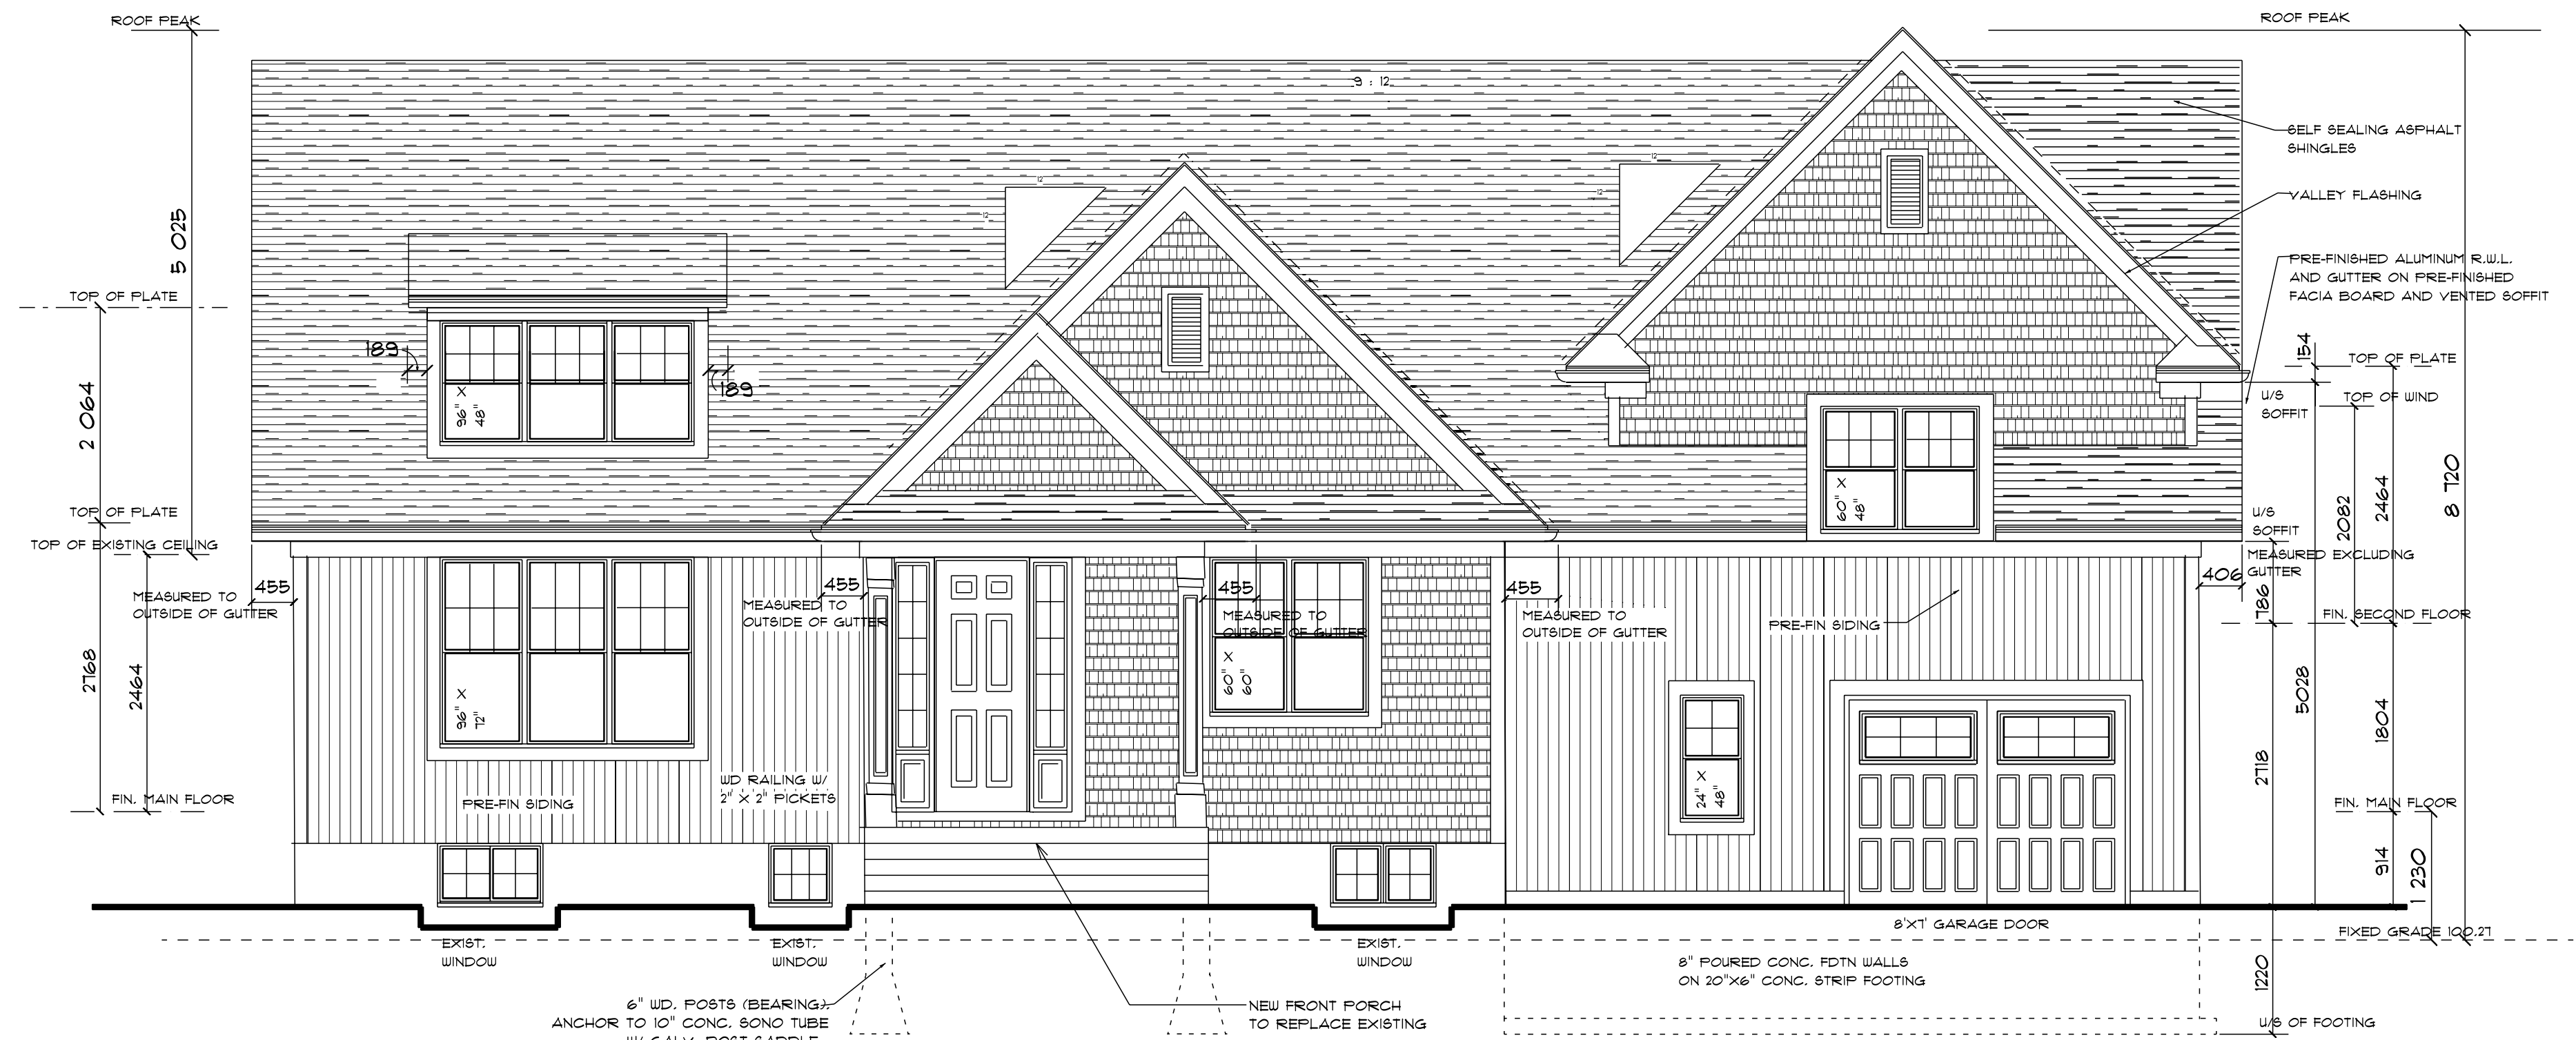 ROOF PEAK
ROOF PEAK
9 : 12
SELF SEALING ASPHALT
SHINGLES
12
12
12
12
VALLEY FLASHING
5 025
PRE-FINISHED ALUMINUM R.W.L.
AND GUTTER ON PRE-FINISHED
FACIA BOARD AND VENTED SOFFIT
TOP OF PLATE
189
189
154
TOP OF PLATE
U/S
SOFFIT
TOP OF WIND
2 064
96" X
48"
60" X
48"
2082
2464
8 720
TOP OF PLATE
TOP OF EXISTING CEILING
U/S
SOFFIT
MEASURED EXCLUDING
GUTTER
455
MEASURED TO
OUTSIDE OF GUTTER
455
MEASURED TO
OUTSIDE OF GUTTER
455
MEASURED TO
OUTSIDE OF GUTTER
455
MEASURED TO
OUTSIDE OF GUTTER
406
786
FIN. SECOND FLOOR
PRE-FIN SIDING
2768
2464
96" X
72"
60" X
60"
24" X
48"
5028
1804
2718
WD RAILING W/
2" X 2" PICKETS
PRE-FIN SIDING
FIN. MAIN FLOOR
FIN. MAIN FLOOR
914
1 230
8'X7' GARAGE DOOR
FIXED GRADE 100.27
EXIST.
WINDOW
EXIST.
WINDOW
EXIST.
WINDOW
8" POURED CONC. FDTN WALLS
ON 20"X6" CONC. STRIP FOOTING
1220
6" WD. POSTS (BEARING).
ANCHOR TO 10" CONC. SONO TUBE
W/ GALV. POST SADDLE
NEW FRONT PORCH
TO REPLACE EXISTING
U/S OF FOOTING